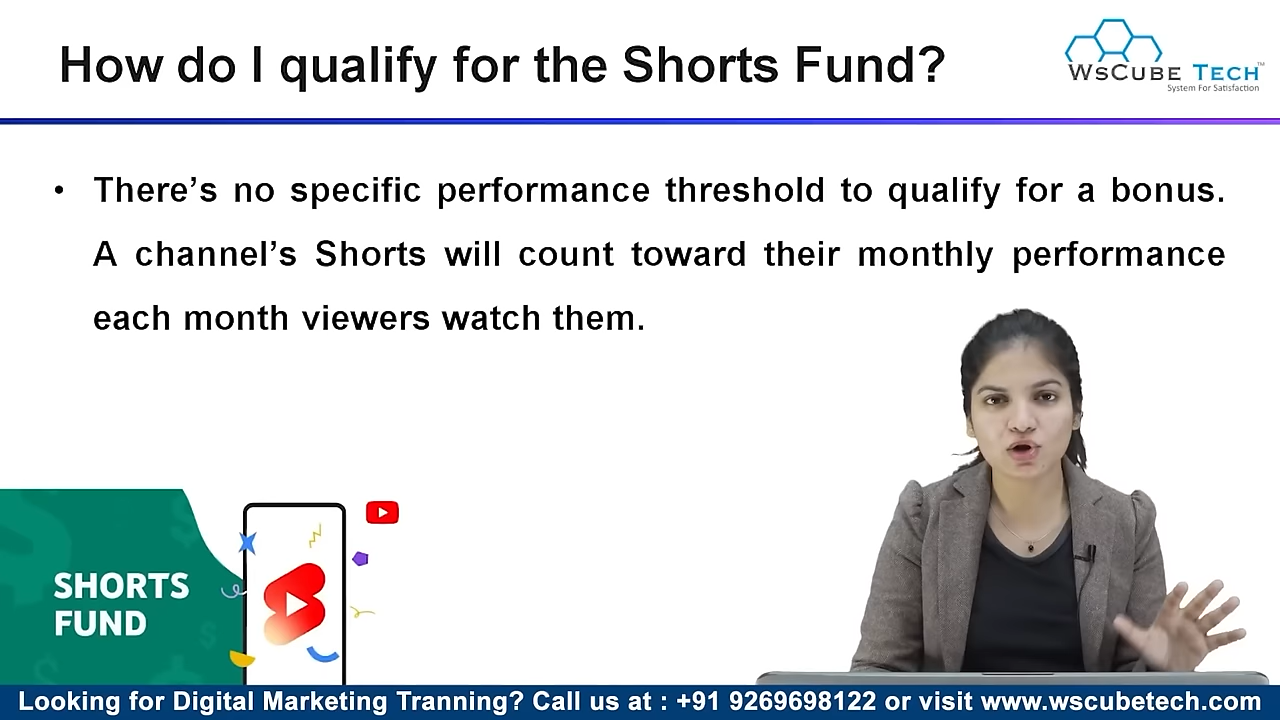 How do I qualify for the Shorts Fund?
WsCube Tech™
System For Satisfaction
• There’s no specific performance threshold to qualify for a bonus.
A channel’s Shorts will count toward their monthly performance
each month viewers watch them.
SHORTS
FUND
Looking for Digital Marketing Tranning? Call us at : +91 9269698122 or visit www.wscubetech.com